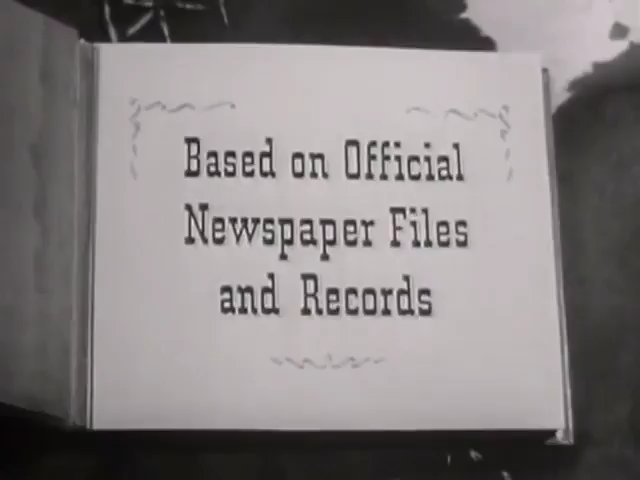 Based on Official
Newspaper Files
and Records